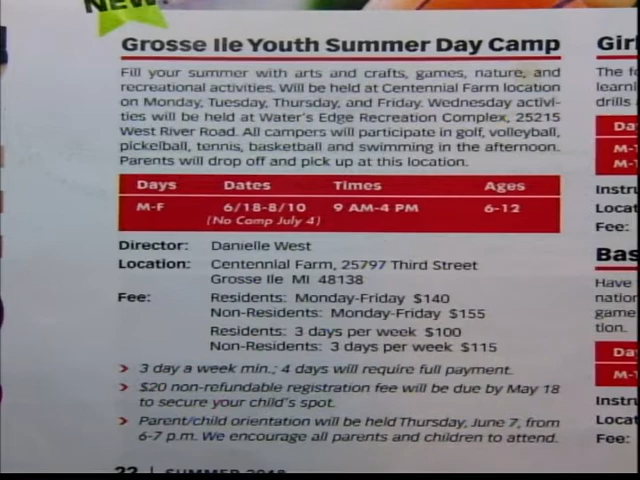 NEW!
Grosse Ile Youth Summer Day Camp
Fill your summer with arts and crafts, games, nature, and
recreational activities. Will be held at Centennial Farm location
on Monday, Tuesday, Thursday, and Friday. Wednesday activi-
ties will be held at Water's Edge Recreation Complex, 25215
West River Road. All campers will participate in golf, volleyball,
pickelball, tennis, basketball and swimming in the afternoon.
Parents will drop off and pick up at this location.
Days Dates Times Ages
M-F 6/18-8/10 9 AM-4 PM 6-12
(No Camp July 4)
Director: Danielle West
Location: Centennial Farm, 25797 Third Street
Grosse Ile MI 48138
Fee: Residents: Monday-Friday $140
Non-Residents: Monday-Friday $155
Residents: 3 days per week $100
Non-Residents: 3 days per week $115
> 3 day a week min.; 4 days will require full payment.
> $20 non-refundable registration fee will be due by May 18
to secure your child's spot.
> Parent/child orientation will be held Thursday, June 7, from
6-7 p.m. We encourage all parents and children to attend.
22 | SUMMER 2018
Girl
The f
learni
drills
Da
M-
M-
Instru
Locat
Fee:
Bas
Have
nation
game
tion.
Da
M-
Instru
Locat
Fee: